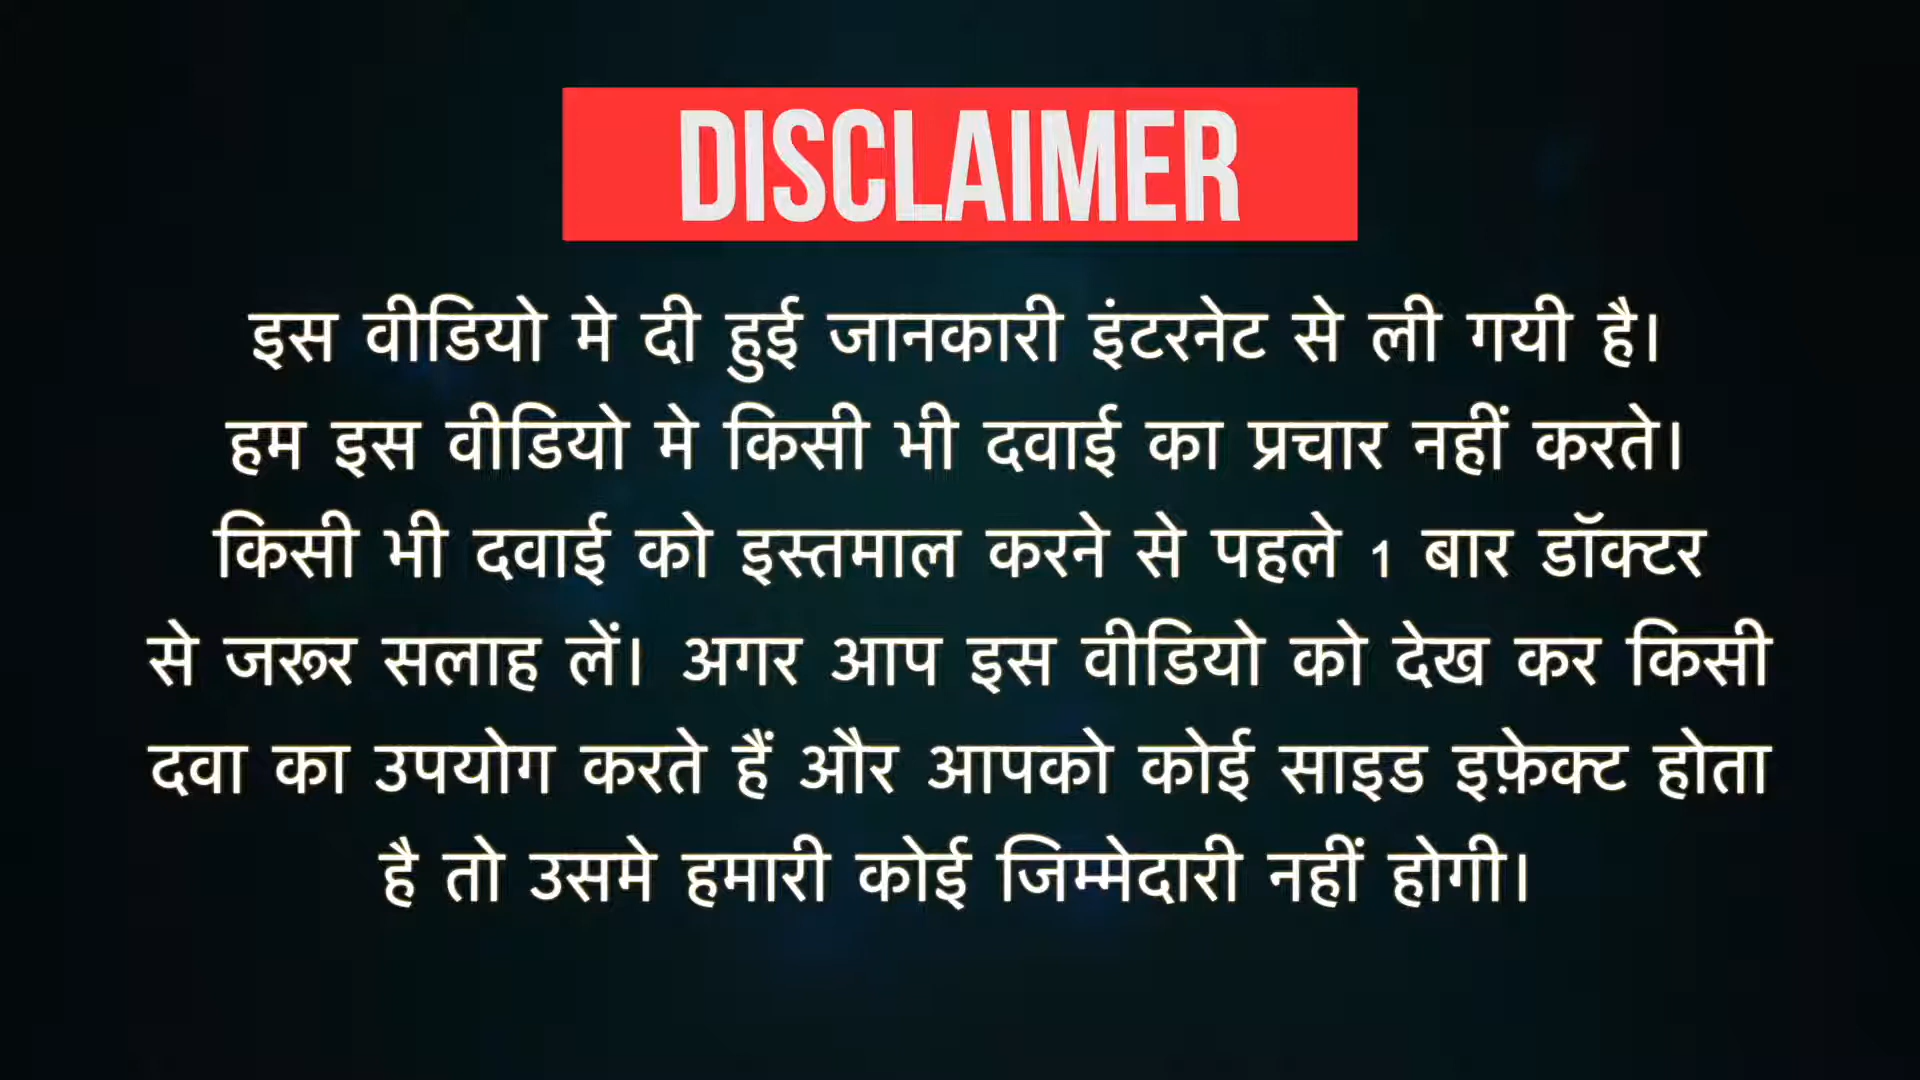 DISCLAIMER
इस वीडियो मे दी हुई जानकारी इंटरनेट से ली गयी है।
हम इस वीडियो मे किसी भी दवाई का प्रचार नहीं करते।
किसी भी दवाई को इस्तमाल करने से पहले 1 बार डॉक्टर
से जरूर सलाह लें। अगर आप इस वीडियो को देख कर किसी
दवा का उपयोग करते हैं और आपको कोई साइड इफ़ेक्ट होता
है तो उसमे हमारी कोई जिम्मेदारी नहीं होगी।